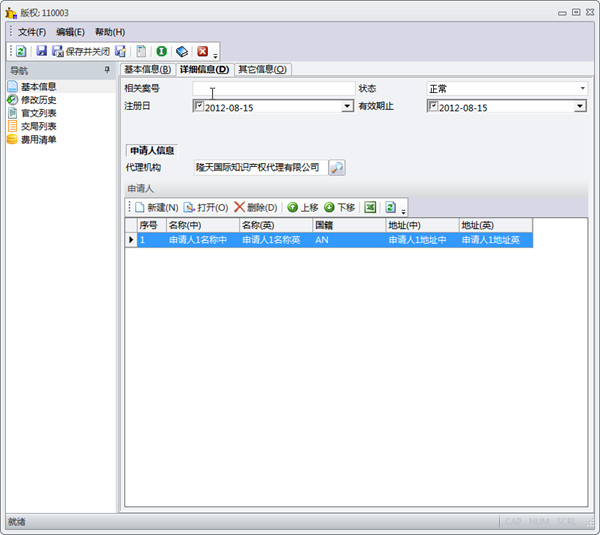 版权: 110003
文件(F) 编辑(E) 帮助(H)
保存并关闭
导航
基本信息
修改历史
官文列表
交局列表
费用清单
基本信息(B) 详细信息(D) 其它信息(O)
相关案号 状态 正常
注册日 2012-08-15 有效期止 2012-08-15
申请人信息
代理机构 隆天国际知识产权代理有限公司
申请人
新建(N) 打开(O) 删除(D) 上移 下移
序号 名称(中) 名称(英) 国籍 地址(中) 地址(英)
1 申请人1名称中 申请人1名称英 AN 申请人1地址中 申请人1地址英
就绪 CAP NUM SCRL